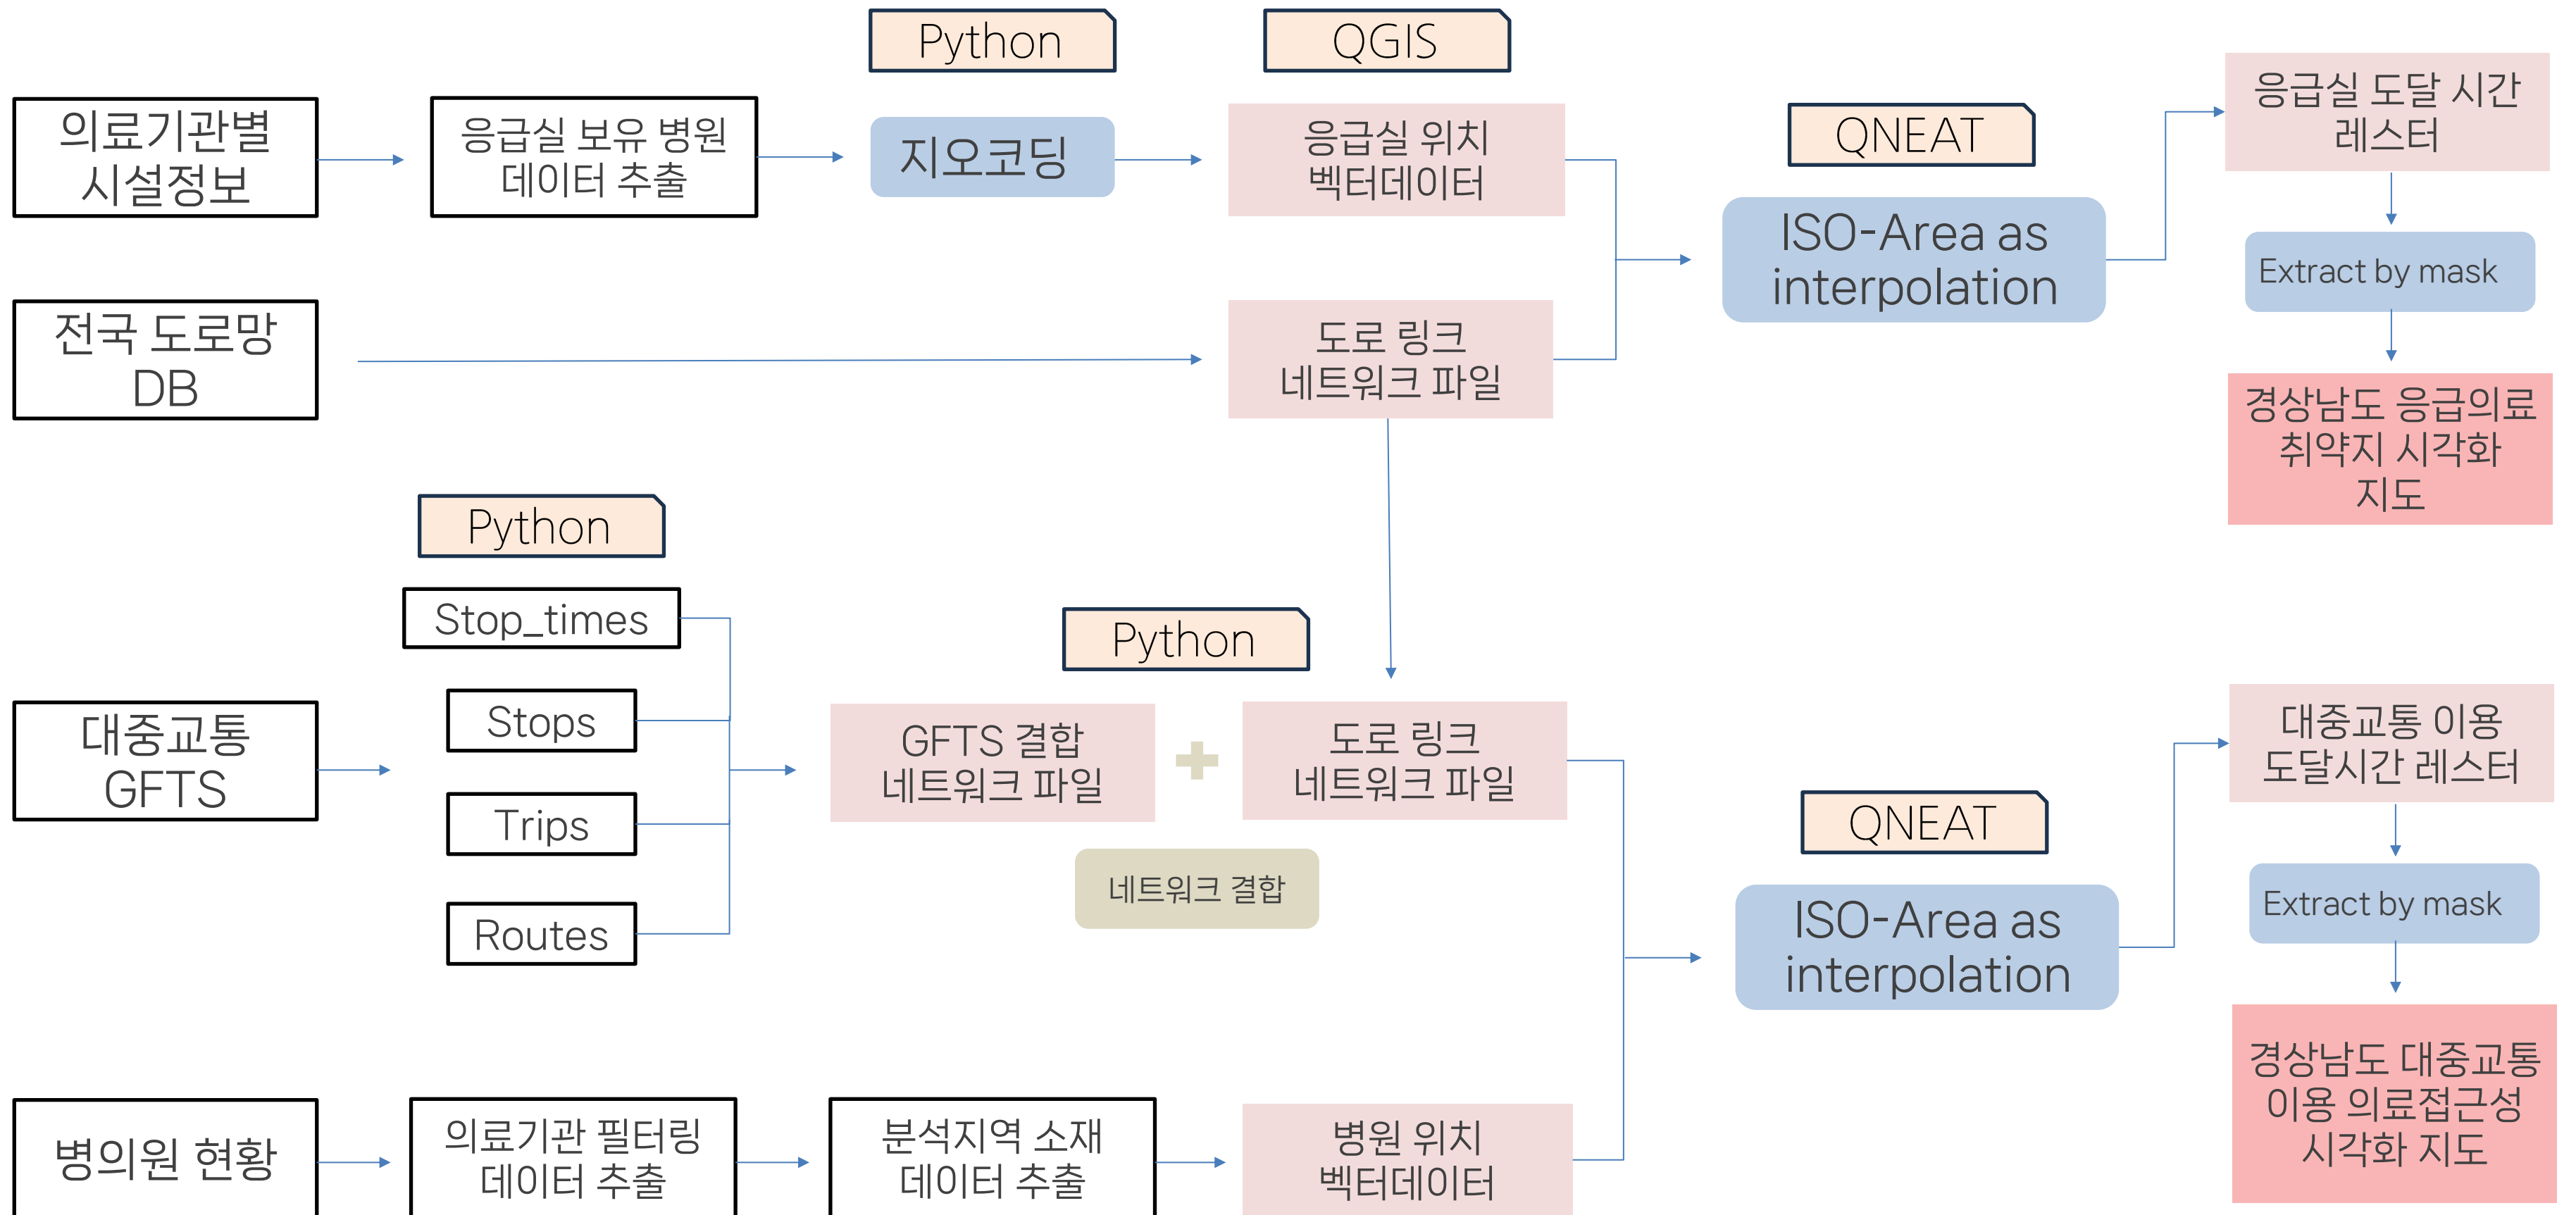 Python
QGIS
의료기관별
시설정보
응급실 보유 병원
데이터 추출
지오코딩
응급실 위치
벡터데이터
QNEAT
ISO-Area as
interpolation
응급실 도달 시간
레스터
Extract by mask
경상남도 응급의료
취약지 시각화
지도
전국 도로망
DB
도로 링크
네트워크 파일
Python
Stop_times
Stops
Trips
Routes
대중교통
GFTS
Python
GFTS 결합
네트워크 파일
도로 링크
네트워크 파일
네트워크 결합
QNEAT
ISO-Area as
interpolation
대중교통 이용
도달시간 레스터
Extract by mask
경상남도 대중교통
이용 의료접근성
시각화 지도
병의원 현황
의료기관 필터링
데이터 추출
분석지역 소재
데이터 추출
병원 위치
벡터데이터